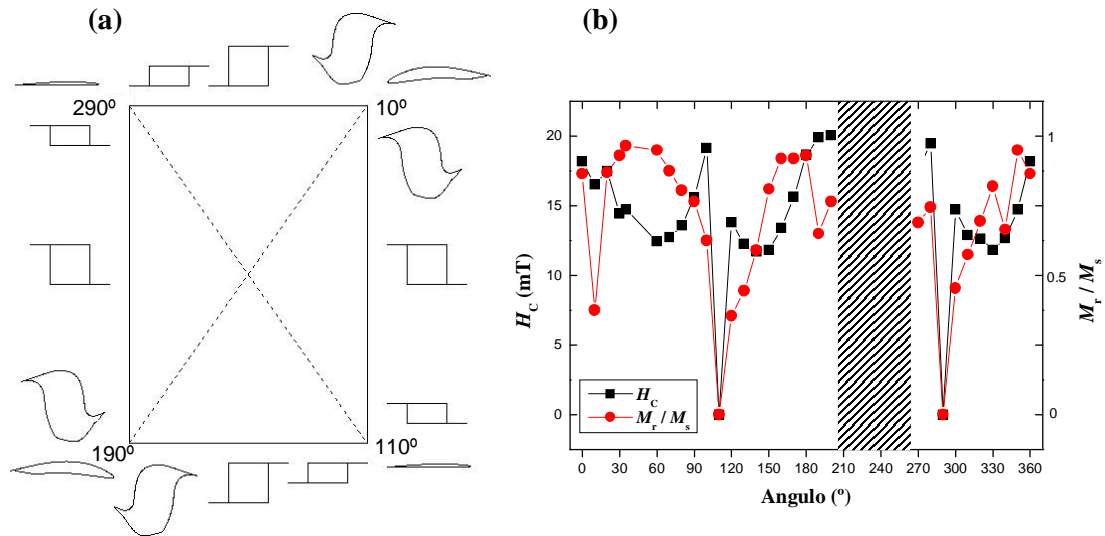 (a)
290º
10º
190º
110º
(b)
20
15
10
5
0
H_C (mT)
1
0.5
0
M_r / M_s
H_C
M_r / M_s
0 30 60 90 120 150 180 210 240 270 300 330 360
Angulo (º)